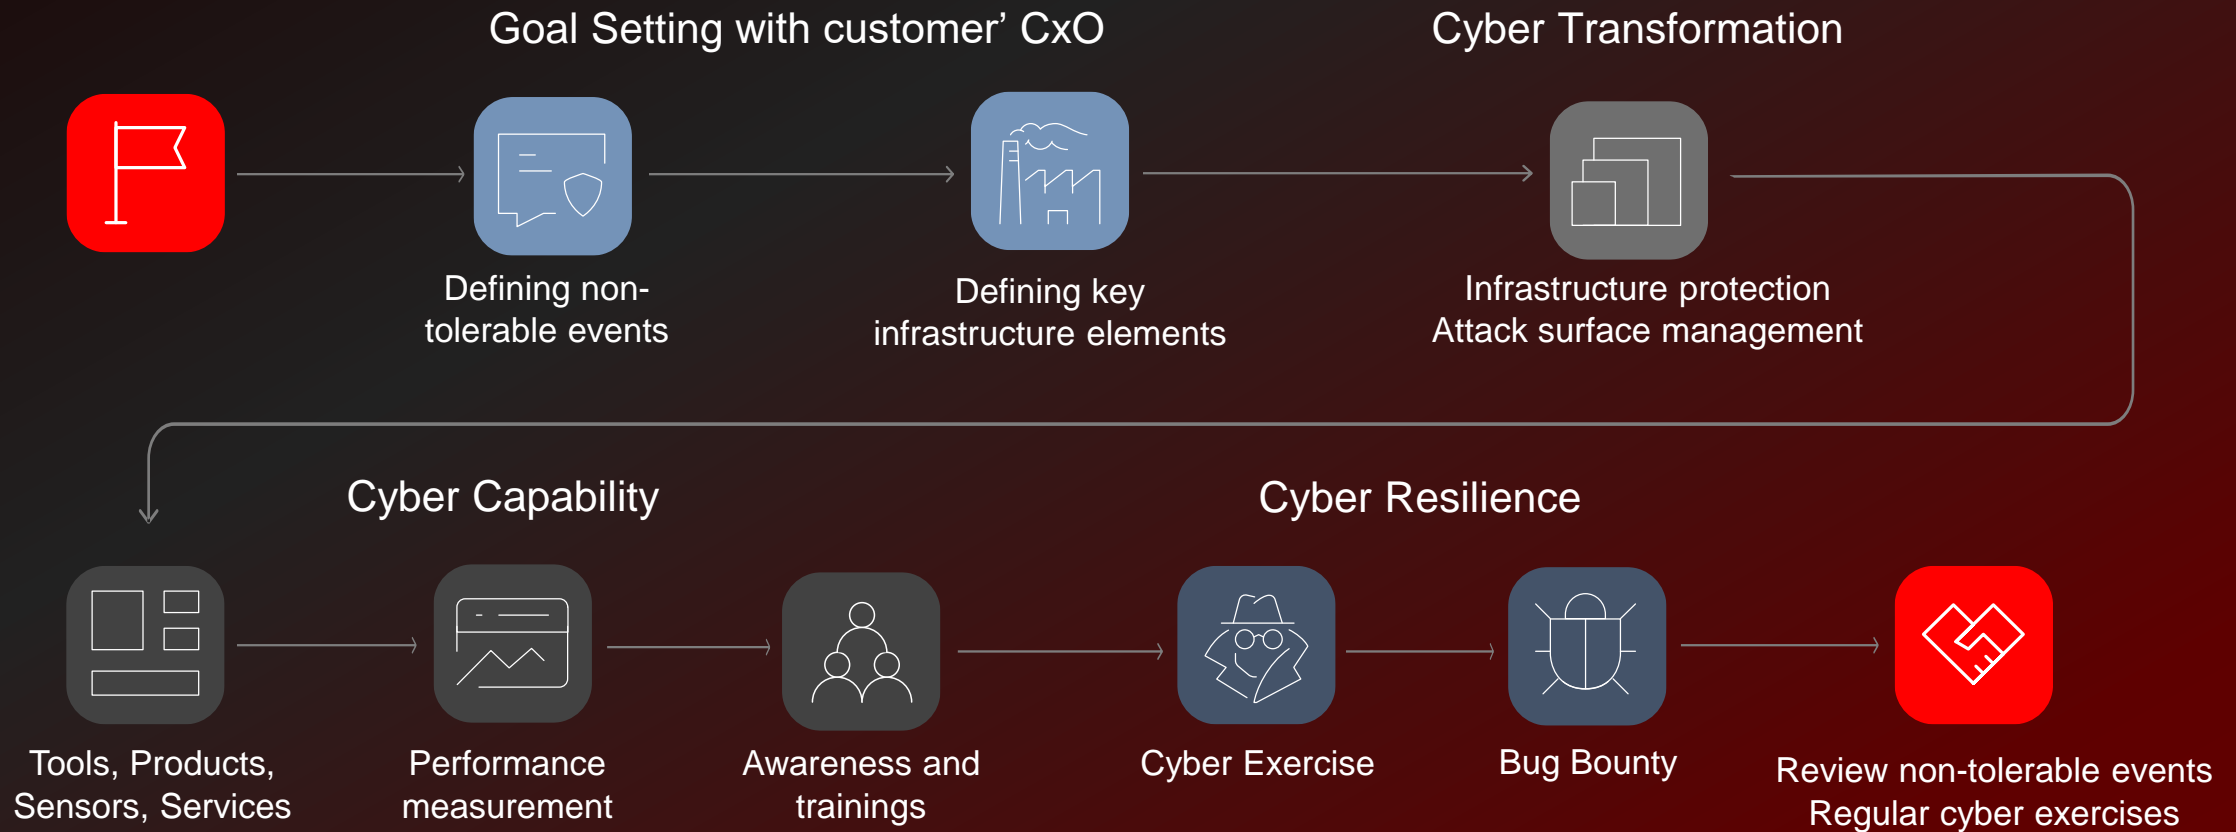 Goal Setting with customer’ CxO
Cyber Transformation
Defining non-
tolerable events
Defining key
infrastructure elements
Infrastructure protection
Attack surface management
Cyber Capability
Cyber Resilience
Tools, Products,
Sensors, Services
Performance
measurement
Awareness and
trainings
Cyber Exercise
Bug Bounty
Review non-tolerable events
Regular cyber exercises